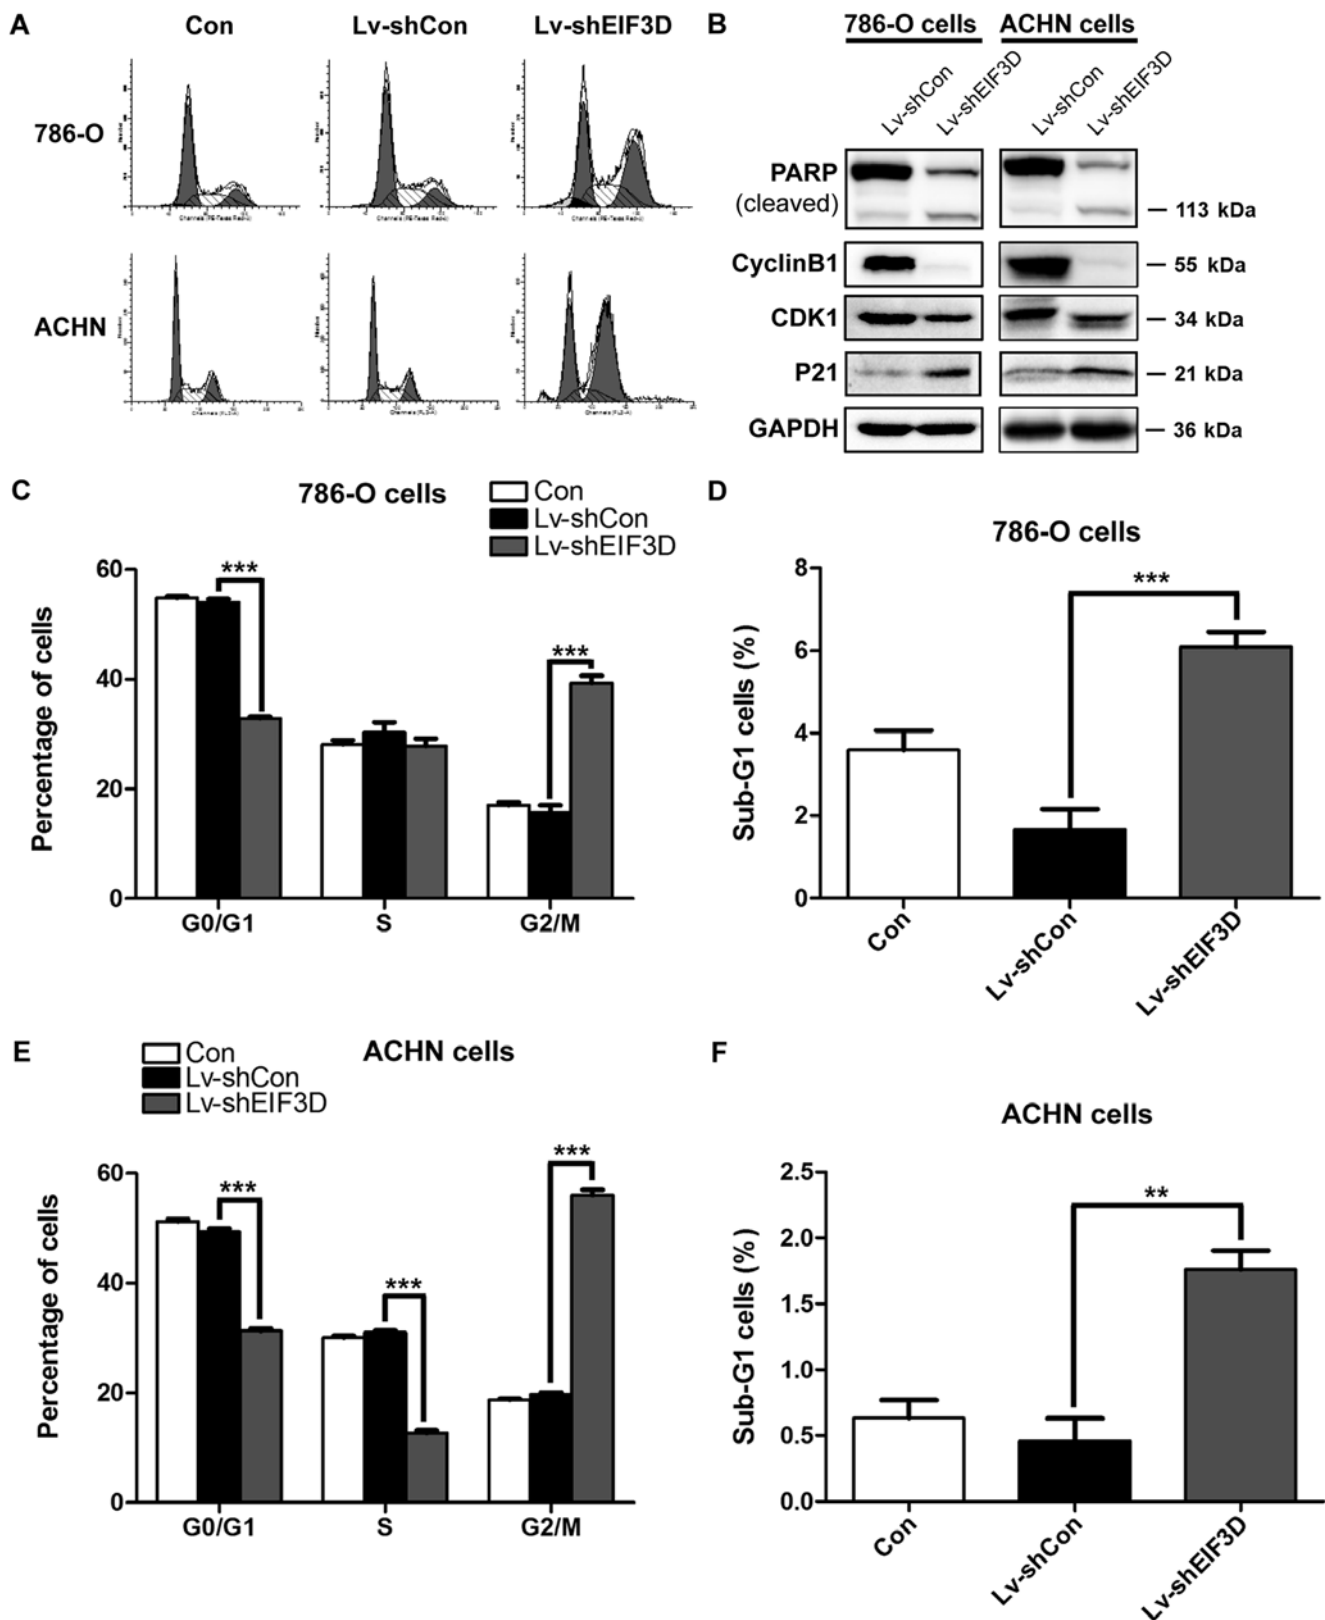 A
Con
Lv-shCon
Lv-shEIF3D
786-O
ACHN
B
786-O cells
ACHN cells
Lv-shCon
Lv-shEIF3D
Lv-shCon
Lv-shEIF3D
PARP
(cleaved)
113 kDa
CyclinB1
55 kDa
CDK1
34 kDa
P21
21 kDa
GAPDH
36 kDa
C
786-O cells
Con
Lv-shCon
Lv-shEIF3D
Percentage of cells
60
40
20
0
***
***
G0/G1
S
G2/M
D
786-O cells
Sub-G1 cells (%)
8
6
4
2
0
***
Con
Lv-shCon
Lv-shEIF3D
E
ACHN cells
Con
Lv-shCon
Lv-shEIF3D
Percentage of cells
60
40
20
0
***
***
***
G0/G1
S
G2/M
F
ACHN cells
Sub-G1 cells (%)
2.5
2.0
1.5
1.0
0.5
0.0
**
Con
Lv-shCon
Lv-shEIF3D